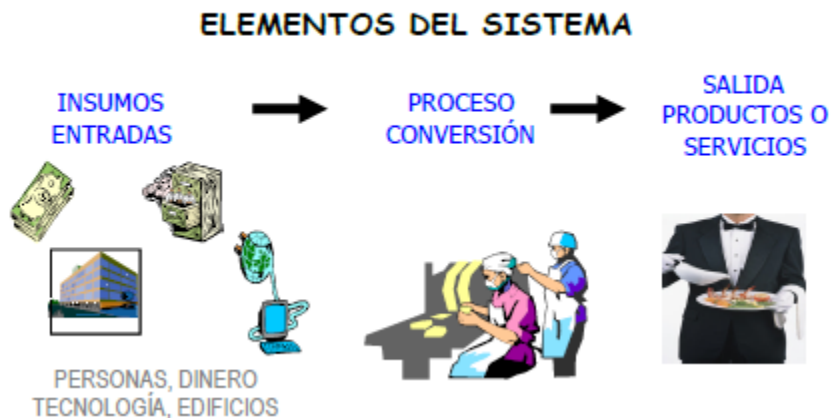 ELEMENTOS DEL SISTEMA
INSUMOS
ENTRADAS
PROCESO
CONVERSIÓN
SALIDA
PRODUCTOS O
SERVICIOS
PERSONAS, DINERO
TECNOLOGÍA, EDIFICIOS